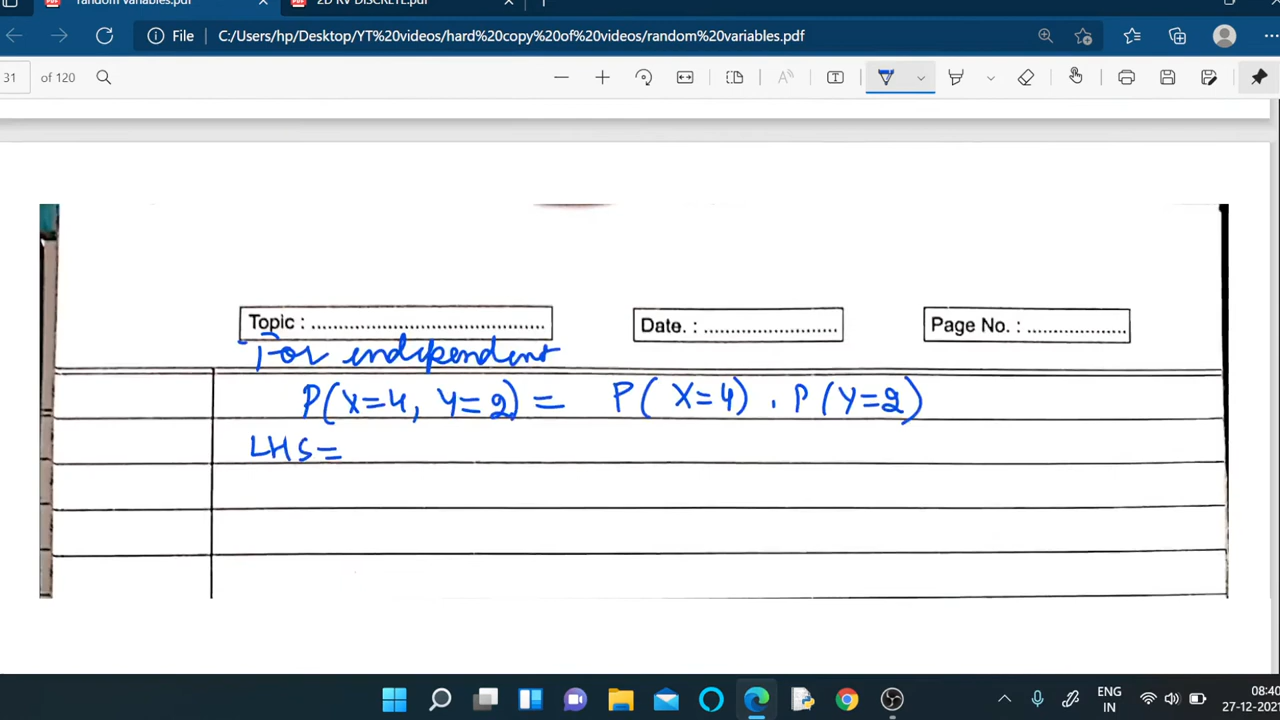 random variables.pdf
2D RV DISCRETE.pdf
File C:/Users/hp/Desktop/YT%20videos/hard%20copy%20of%20videos/random%20variables.pdf
31 of 120
Topic : ............................................
Date. : .........................
Page No. : ...................
For independent
P(X=4, Y=2) = P( X=4) . P(Y=2)
LHS=
ENG
IN
08:40
27-12-2021